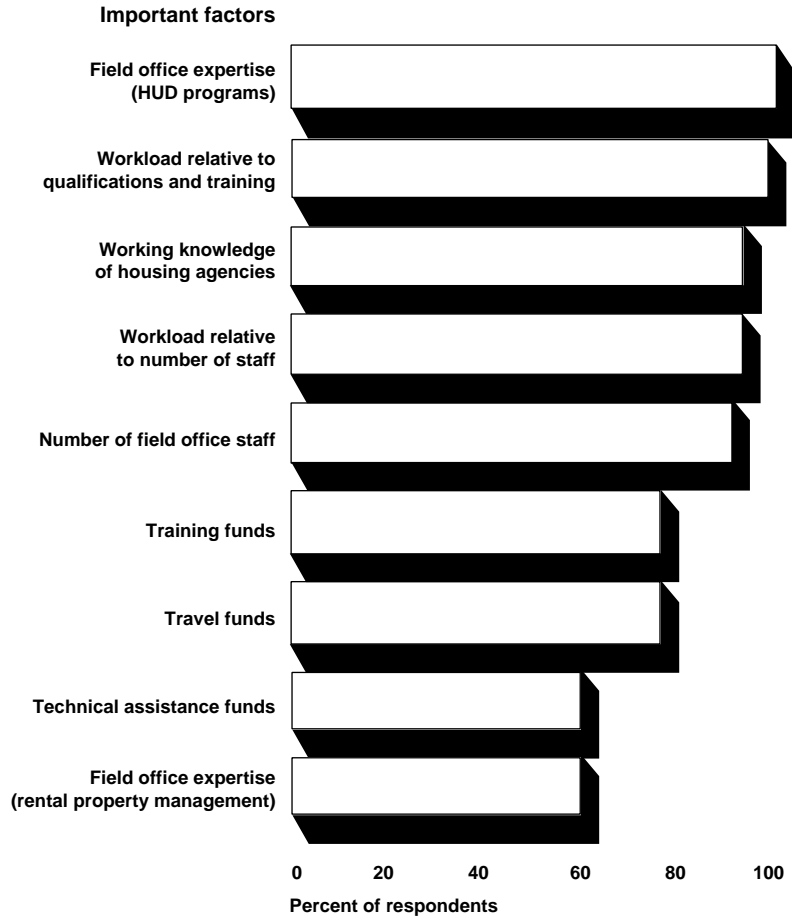 Important factors
Field office expertise
(HUD programs)
Workload relative to
qualifications and training
Working knowledge
of housing agencies
Workload relative
to number of staff
Number of field office staff
Training funds
Travel funds
Technical assistance funds
Field office expertise
(rental property management)
0 20 40 60 80 100
Percent of respondents